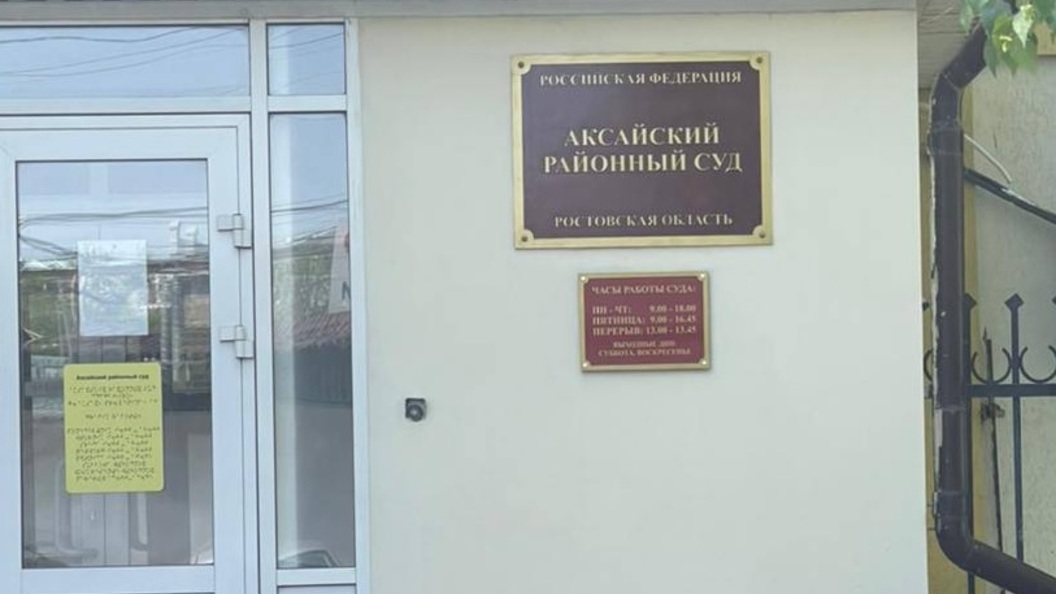 РОССИЙСКАЯ ФЕДЕРАЦИЯ
АКСАЙСКИЙ
РАЙОННЫЙ СУД
РОСТОВСКАЯ ОБЛАСТЬ
ЧАСЫ РАБОТЫ СУДА:
ПН - ЧТ: 9.00 - 18.00
ПЯТНИЦА: 9.00 - 16.45
ПЕРЕРЫВ: 13.00 - 13.45
ВЫХОДНЫЕ ДНИ:
СУББОТА, ВОСКРЕСЕНЬЕ
Аксайский районный суд